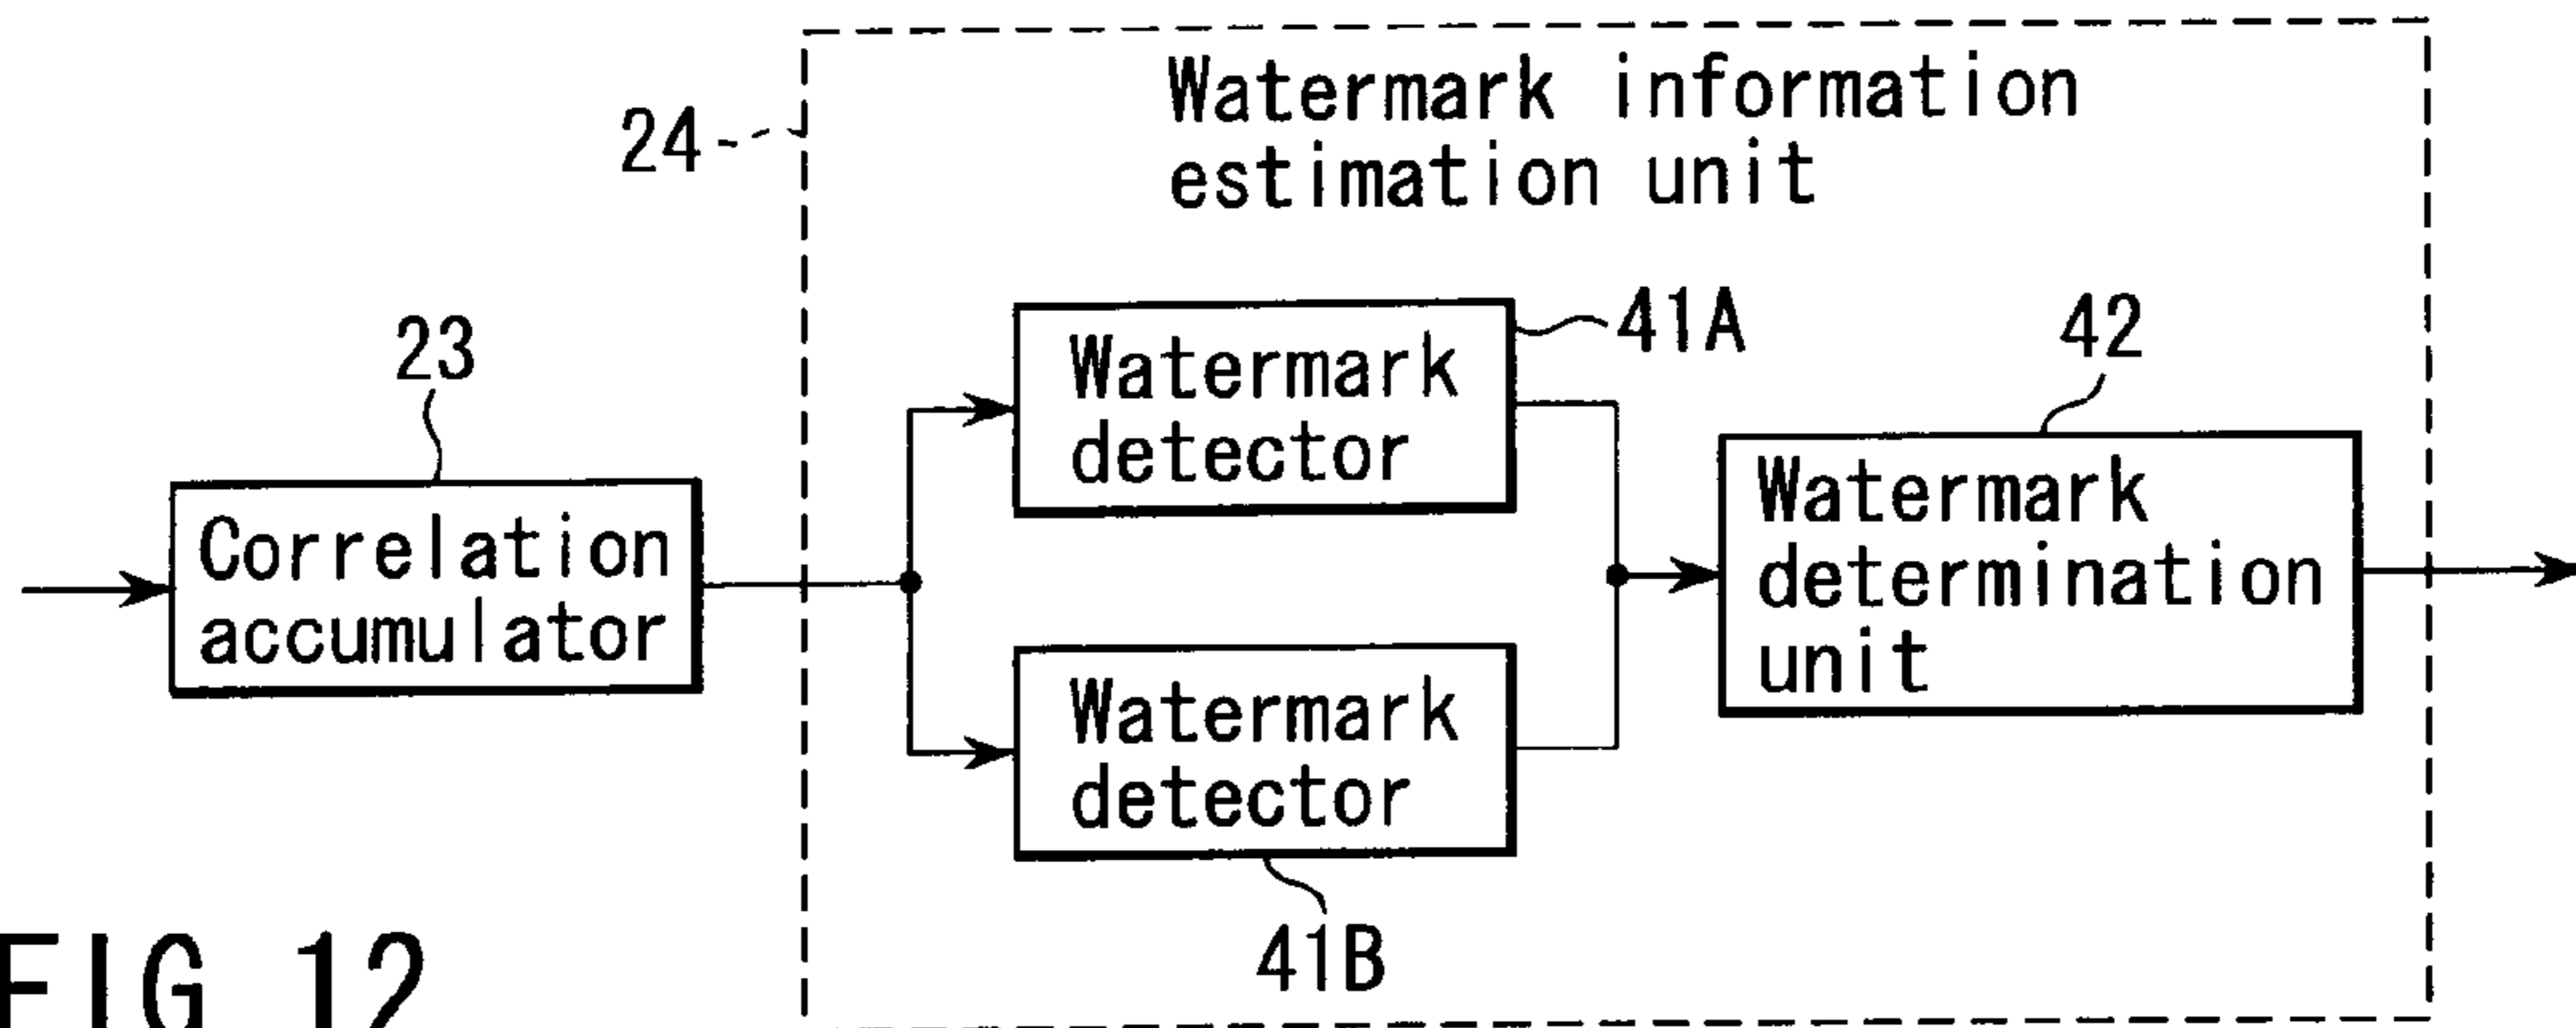 24
Watermark information
estimation unit
23
Correlation
accumulator
41A
Watermark
detector
41B
Watermark
detector
42
Watermark
determination
unit
FIG. 12